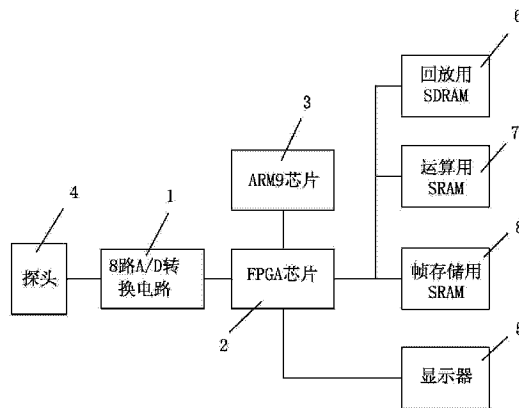 6
回放用
SDRAM
3
7
ARM9芯片
运算用
SRAM
4
1
8
探头
8路A/D转
换电路
FPGA芯片
帧存储用
SRAM
2
5
显示器